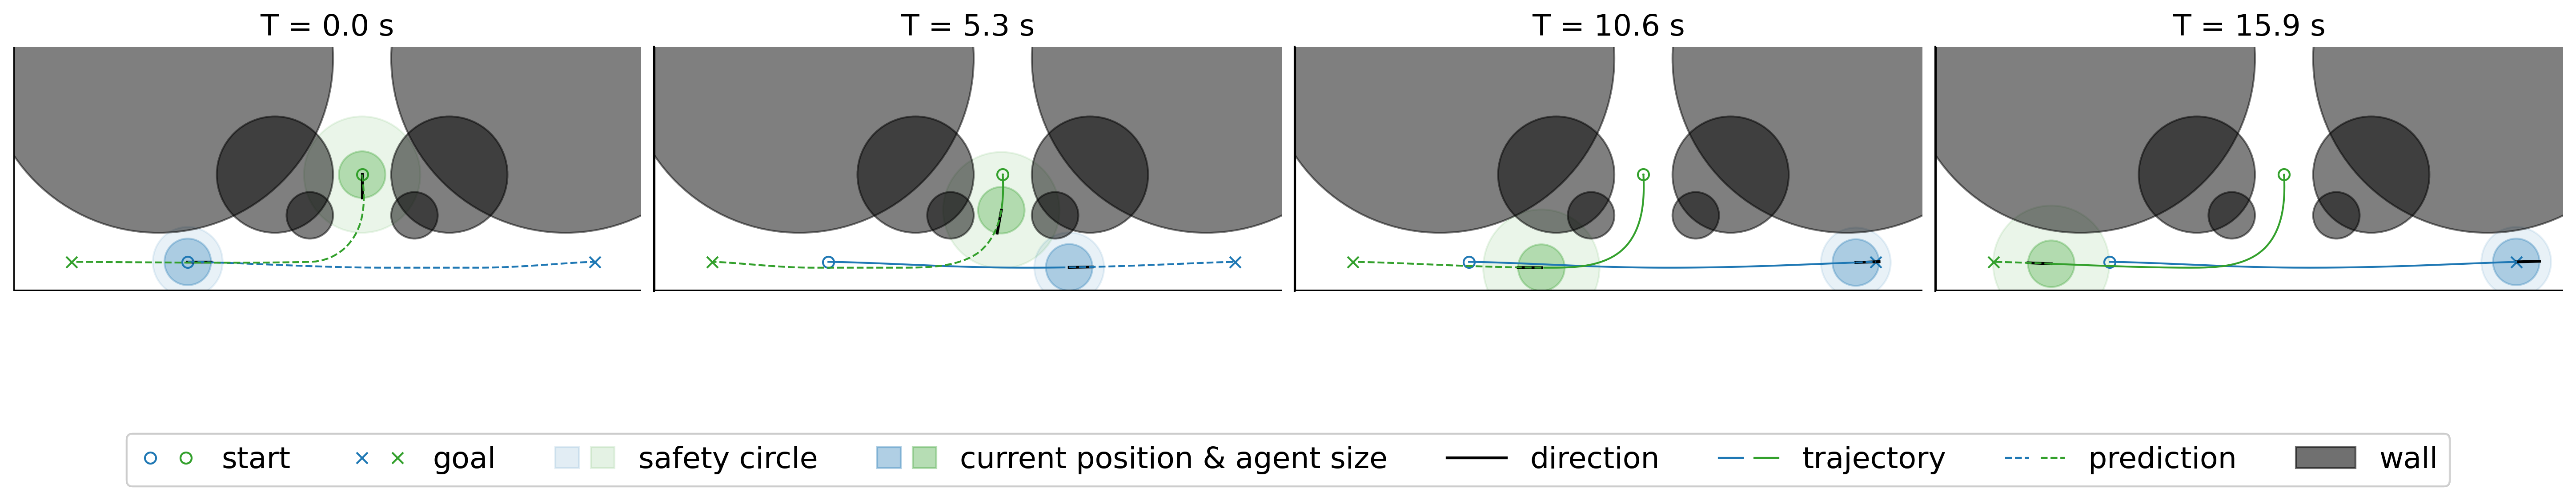 T = 0.0 s
T = 5.3 s
T = 10.6 s
T = 15.9 s
start goal safety circle current position & agent size direction trajectory prediction wall